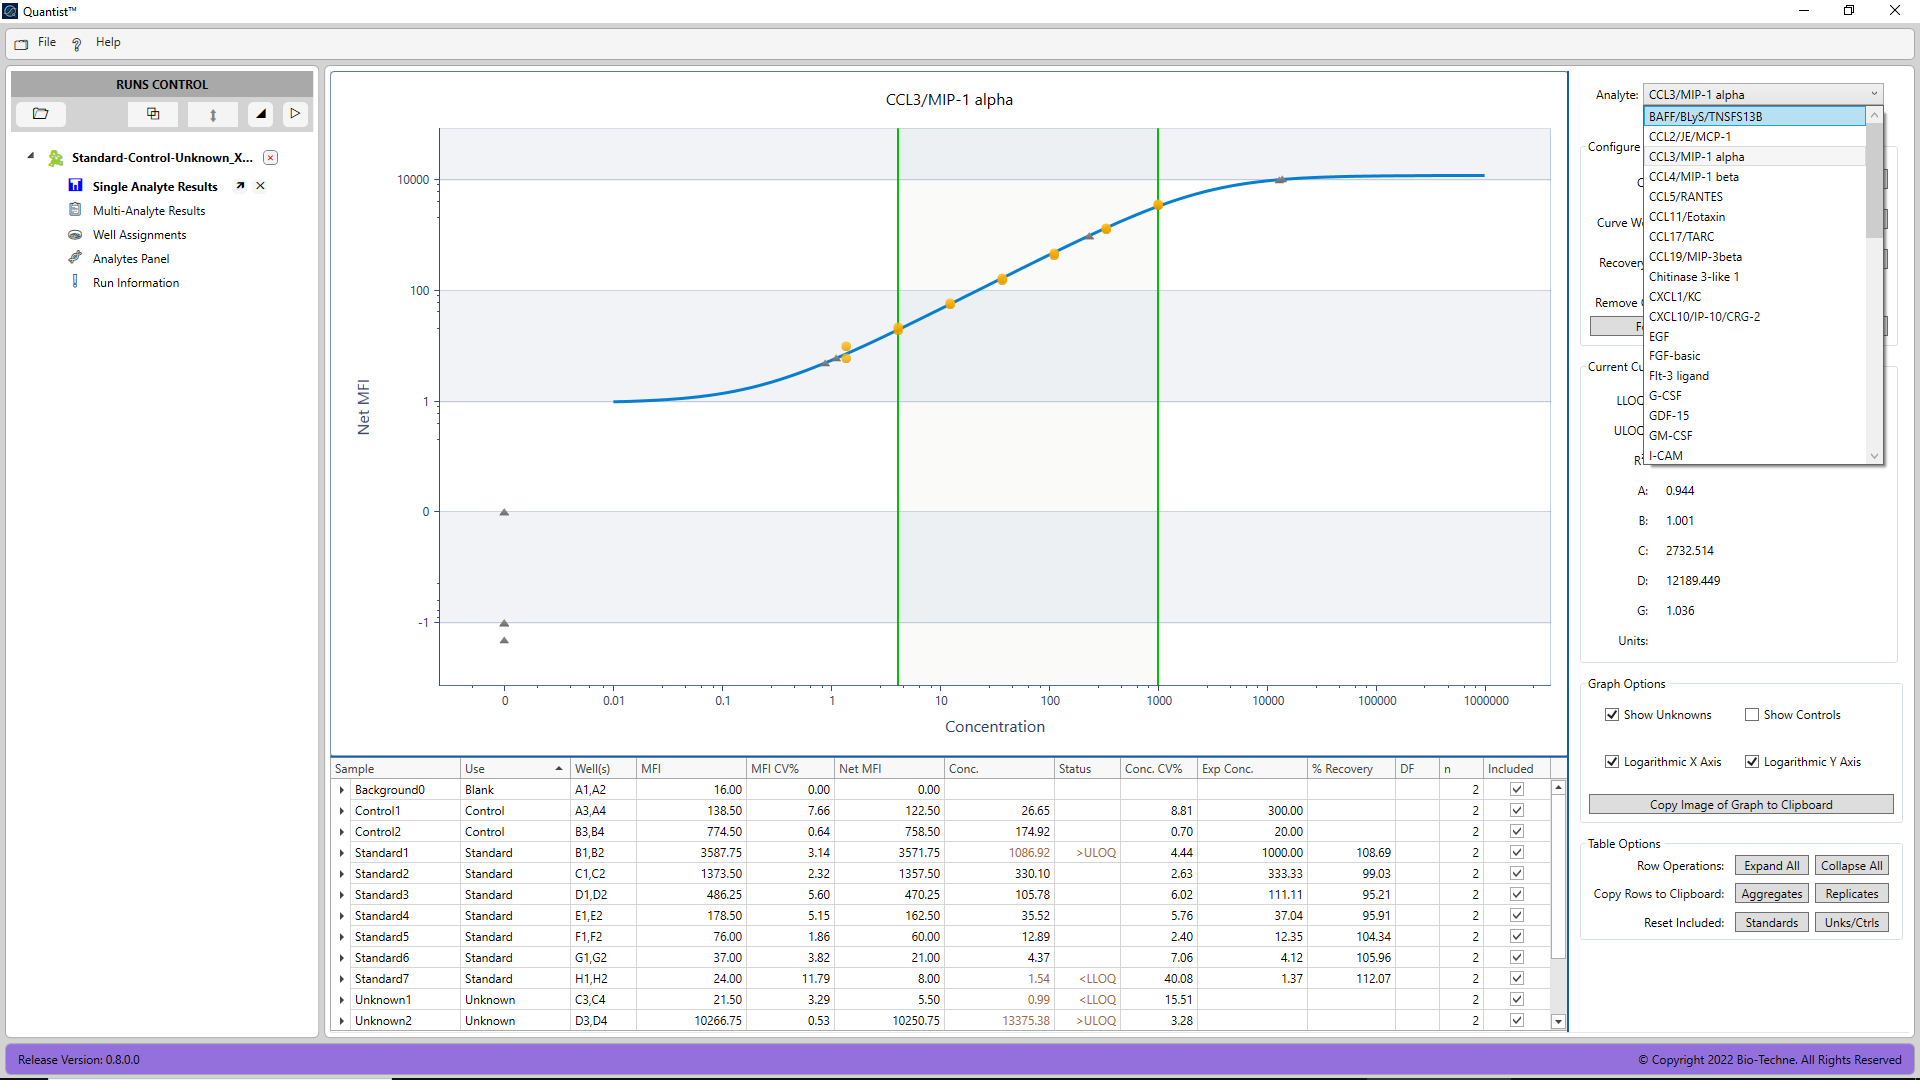 Quantist™
File Help
RUNS CONTROL
Standard-Control-Unknown_X...
Single Analyte Results
Multi-Analyte Results
Well Assignments
Analytes Panel
Run Information
CCL3/MIP-1 alpha
Net MFI
10000
100
1
0
-1
0 0.01 0.1 1 10 100 1000 10000 100000 1000000
Concentration
Sample Use Well(s) MFI MFI CV% Net MFI Conc. Status Conc. CV% Exp Conc. % Recovery DF n Included
Background0 Blank A1,A2 16.00 0.00 0.00 2
Control1 Control A3,A4 138.50 7.66 122.50 26.65 8.81 300.00 2
Control2 Control B3,B4 774.50 0.64 758.50 174.92 0.70 20.00 2
Standard1 Standard B1,B2 3587.75 3.14 3571.75 1086.92 >ULOQ 4.44 1000.00 108.69 2
Standard2 Standard C1,C2 1373.50 2.32 1357.50 330.10 2.63 333.33 99.03 2
Standard3 Standard D1,D2 486.25 5.60 470.25 105.78 6.02 111.11 95.21 2
Standard4 Standard E1,E2 178.50 5.15 162.50 35.52 5.76 37.04 95.91 2
Standard5 Standard F1,F2 76.00 1.86 60.00 12.89 2.40 12.35 104.34 2
Standard6 Standard G1,G2 37.00 3.82 21.00 4.37 7.06 4.12 105.96 2
Standard7 Standard H1,H2 24.00 11.79 8.00 1.54 <LLOQ 40.08 1.37 112.07 2
Unknown1 Unknown C3,C4 21.50 3.29 5.50 0.99 <LLOQ 15.51 2
Unknown2 Unknown D3,D4 10266.75 0.53 10250.75 13375.38 >ULOQ 3.28 2
Analyte: CCL3/MIP-1 alpha
BAFF/BLyS/TNSFS13B
CCL2/JE/MCP-1
CCL3/MIP-1 alpha
CCL4/MIP-1 beta
CCL5/RANTES
CCL11/Eotaxin
CCL17/TARC
CCL19/MIP-3beta
Chitinase 3-like 1
CXCL1/KC
CXCL10/IP-10/CRG-2
EGF
FGF-basic
Flt-3 ligand
G-CSF
GDF-15
GM-CSF
I-CAM
Configure
Curve
Recovery
Remove
Current
A: 0.944
B: 1.001
C: 2732.514
D: 12189.449
G: 1.036
Units:
Graph Options
Show Unknowns Show Controls
Logarithmic X Axis Logarithmic Y Axis
Copy Image of Graph to Clipboard
Table Options
Row Operations: Expand All Collapse All
Copy Rows to Clipboard: Aggregates Replicates
Reset Included: Standards Unks/Ctrls
Release Version: 0.8.0.0
© Copyright 2022 Bio-Techne. All Rights Reserved